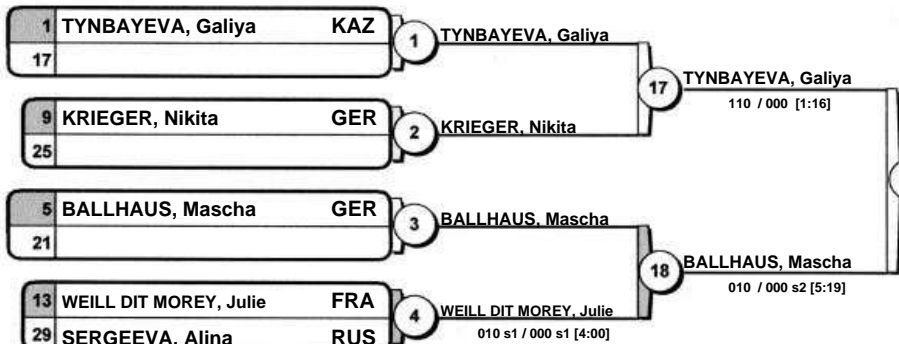 1 TYNBAYEVA, Galiya KAZ
17
1
TYNBAYEVA, Galiya
9 KRIEGER, Nikita GER
25
2
KRIEGER, Nikita
17
TYNBAYEVA, Galiya
110 / 000 [1:16]
5 BALLHAUS, Mascha GER
21
3
BALLHAUS, Mascha
13 WEILL DIT MOREY, Julie FRA
29 SERGEEVA, Alina RUS
4
WEILL DIT MOREY, Julie
010 s1 / 000 s1 [4:00]
18
BALLHAUS, Mascha
010 / 000 s2 [5:19]